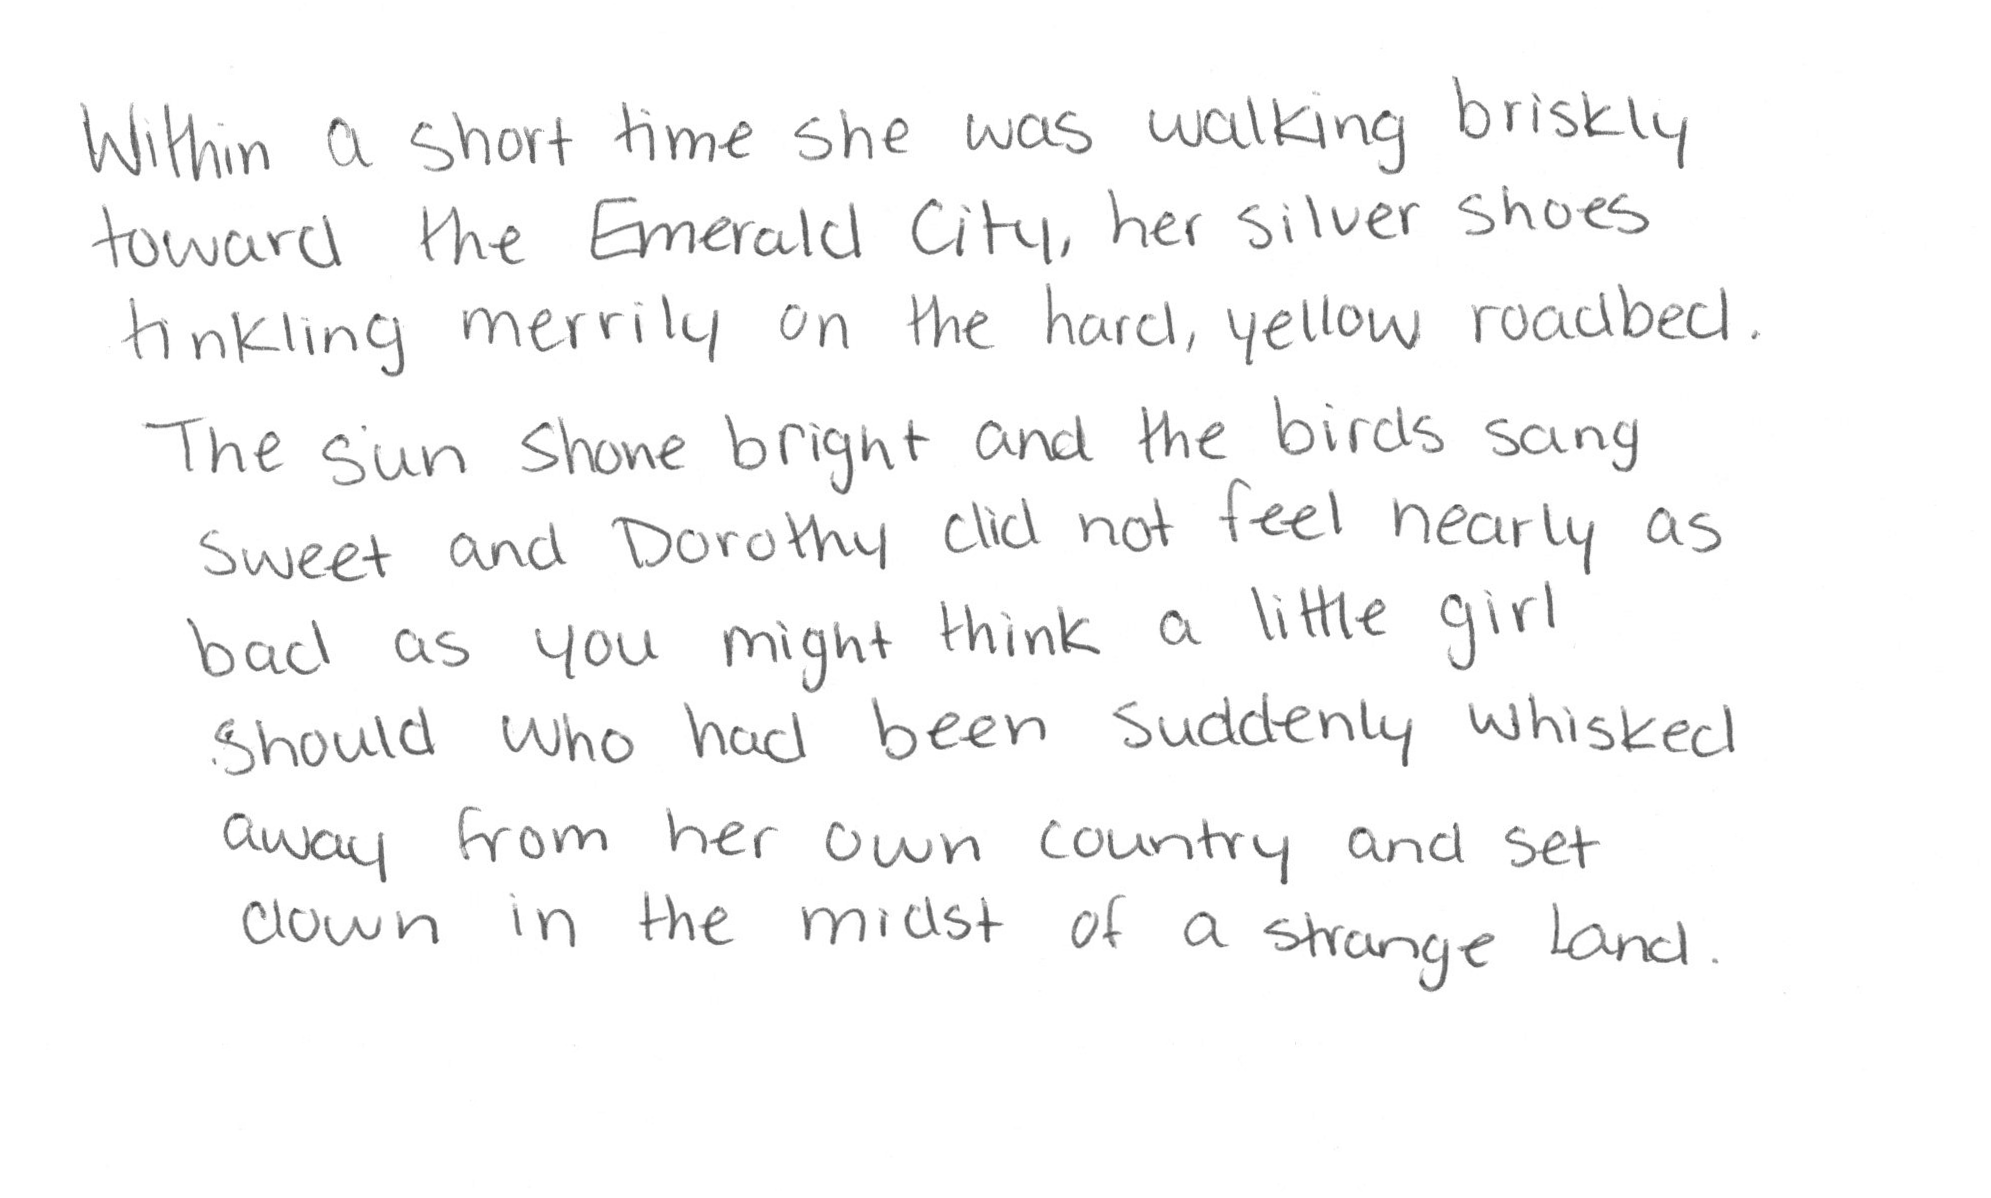 Within a short time she was walking briskly
toward the Emerald City, her silver shoes
tinkling merrily on the hard, yellow roadbed.
The sun shone bright and the birds sang
sweet and Dorothy did not feel nearly as
bad as you might think a little girl
should who had been suddenly whisked
away from her own country and set
down in the midst of a strange land.